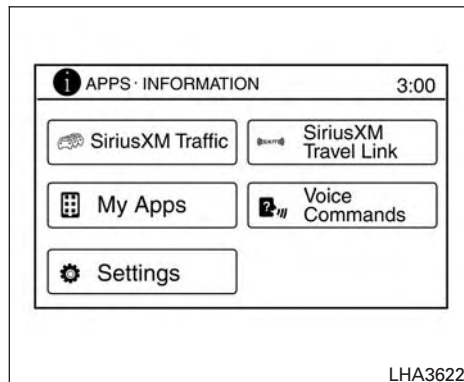 i APPS · INFORMATION 3:00
SiriusXM Traffic
SiriusXM
Travel Link
My Apps
Voice
Commands
Settings
LHA3622